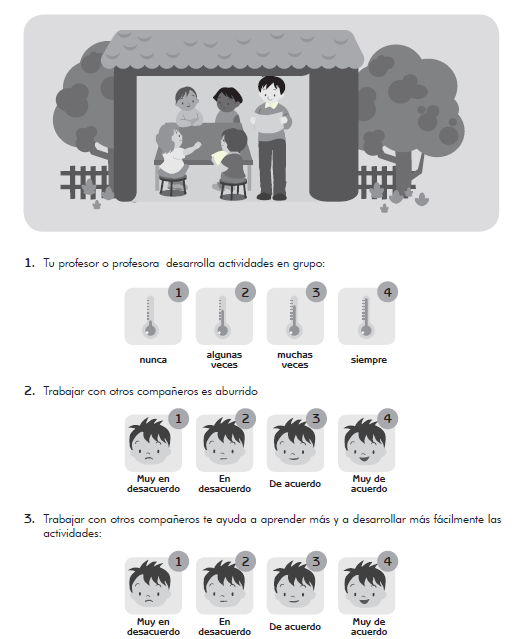 1. Tu profesor o profesora desarrolla actividades en grupo:
1 2 3 4
nunca algunas veces muchas veces siempre
2. Trabajar con otros compañeros es aburrido
1 2 3 4
Muy en desacuerdo En desacuerdo De acuerdo Muy de acuerdo
3. Trabajar con otros compañeros te ayuda a aprender más y a desarrollar más fácilmente las
actividades:
1 2 3 4
Muy en desacuerdo En desacuerdo De acuerdo Muy de acuerdo